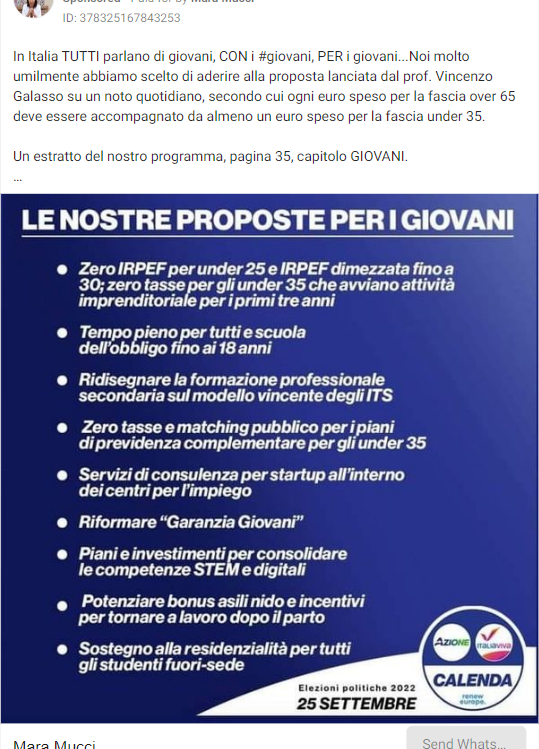 Sponsored • Paid for by Mara Mucci
ID: 378325167843253
In Italia TUTTI parlano di giovani, CON i #giovani, PER i giovani...Noi molto
umilmente abbiamo scelto di aderire alla proposta lanciata dal prof. Vincenzo
Galasso su un noto quotidiano, secondo cui ogni euro speso per la fascia over 65
deve essere accompagnato da almeno un euro speso per la fascia under 35.
Un estratto del nostro programma, pagina 35, capitolo GIOVANI.
...
LE NOSTRE PROPOSTE PER I GIOVANI
● Zero IRPEF per under 25 e IRPEF dimezzata fino a
30; zero tasse per gli under 35 che avviano attività
imprenditoriale per i primi tre anni
● Tempo pieno per tutti e scuola
dell'obbligo fino ai 18 anni
● Ridisegnare la formazione professionale
secondaria sul modello vincente degli ITS
● Zero tasse e matching pubblico per i piani
di previdenza complementare per gli under 35
● Servizi di consulenza per startup all'interno
dei centri per l'impiego
● Riformare “Garanzia Giovani”
● Piani e investimenti per consolidare
le competenze STEM e digitali
● Potenziare bonus asili nido e incentivi
per tornare a lavoro dopo il parto
● Sostegno alla residenzialità per tutti
gli studenti fuori-sede
AZIONE
ITALIAVIVA
CALENDA
renew
europe.
Elezioni politiche 2022
25 SETTEMBRE
Mara Mucci
Send Whats...